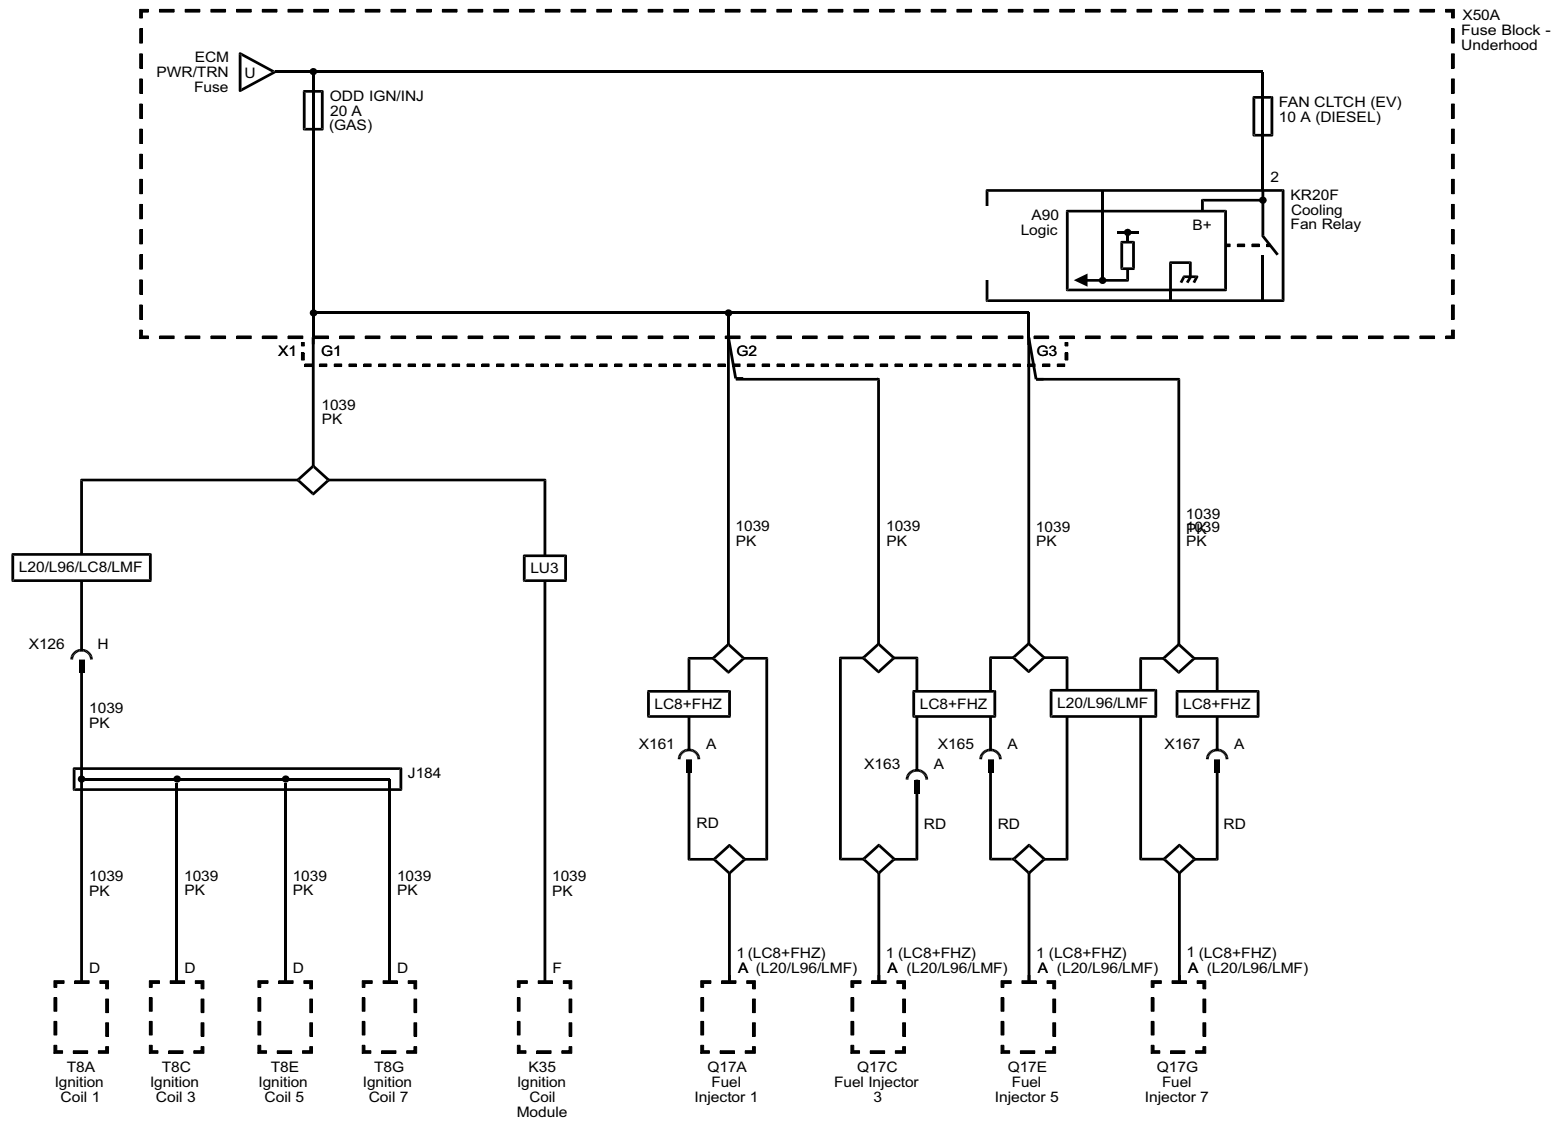 X50A
Fuse Block -
Underhood
ECM
PWR/TRN
Fuse
U
ODD IGN/INJ
20 A
(GAS)
FAN CLTCH (EV)
10 A (DIESEL)
2
KR20F
Cooling
Fan Relay
A90
Logic
B+
X1
G1
G2
G3
1039
PK
1039
PK
1039
PK
1039
PK
1039
PK
1039
PK
L20/L96/LC8/LMF
LU3
X126
H
1039
PK
LC8+FHZ
LC8+FHZ
L20/L96/LMF
LC8+FHZ
X161
A
X163
A
X165
A
X167
A
J184
RD
RD
RD
RD
1039
PK
1039
PK
1039
PK
1039
PK
1039
PK
D
D
D
D
F
1 (LC8+FHZ)
A (L20/L96/LMF)
1 (LC8+FHZ)
A (L20/L96/LMF)
1 (LC8+FHZ)
A (L20/L96/LMF)
1 (LC8+FHZ)
A (L20/L96/LMF)
T8A
Ignition
Coil 1
T8C
Ignition
Coil 3
T8E
Ignition
Coil 5
T8G
Ignition
Coil 7
K35
Ignition
Coil
Module
Q17A
Fuel
Injector 1
Q17C
Fuel Injector
3
Q17E
Fuel
Injector 5
Q17G
Fuel
Injector 7